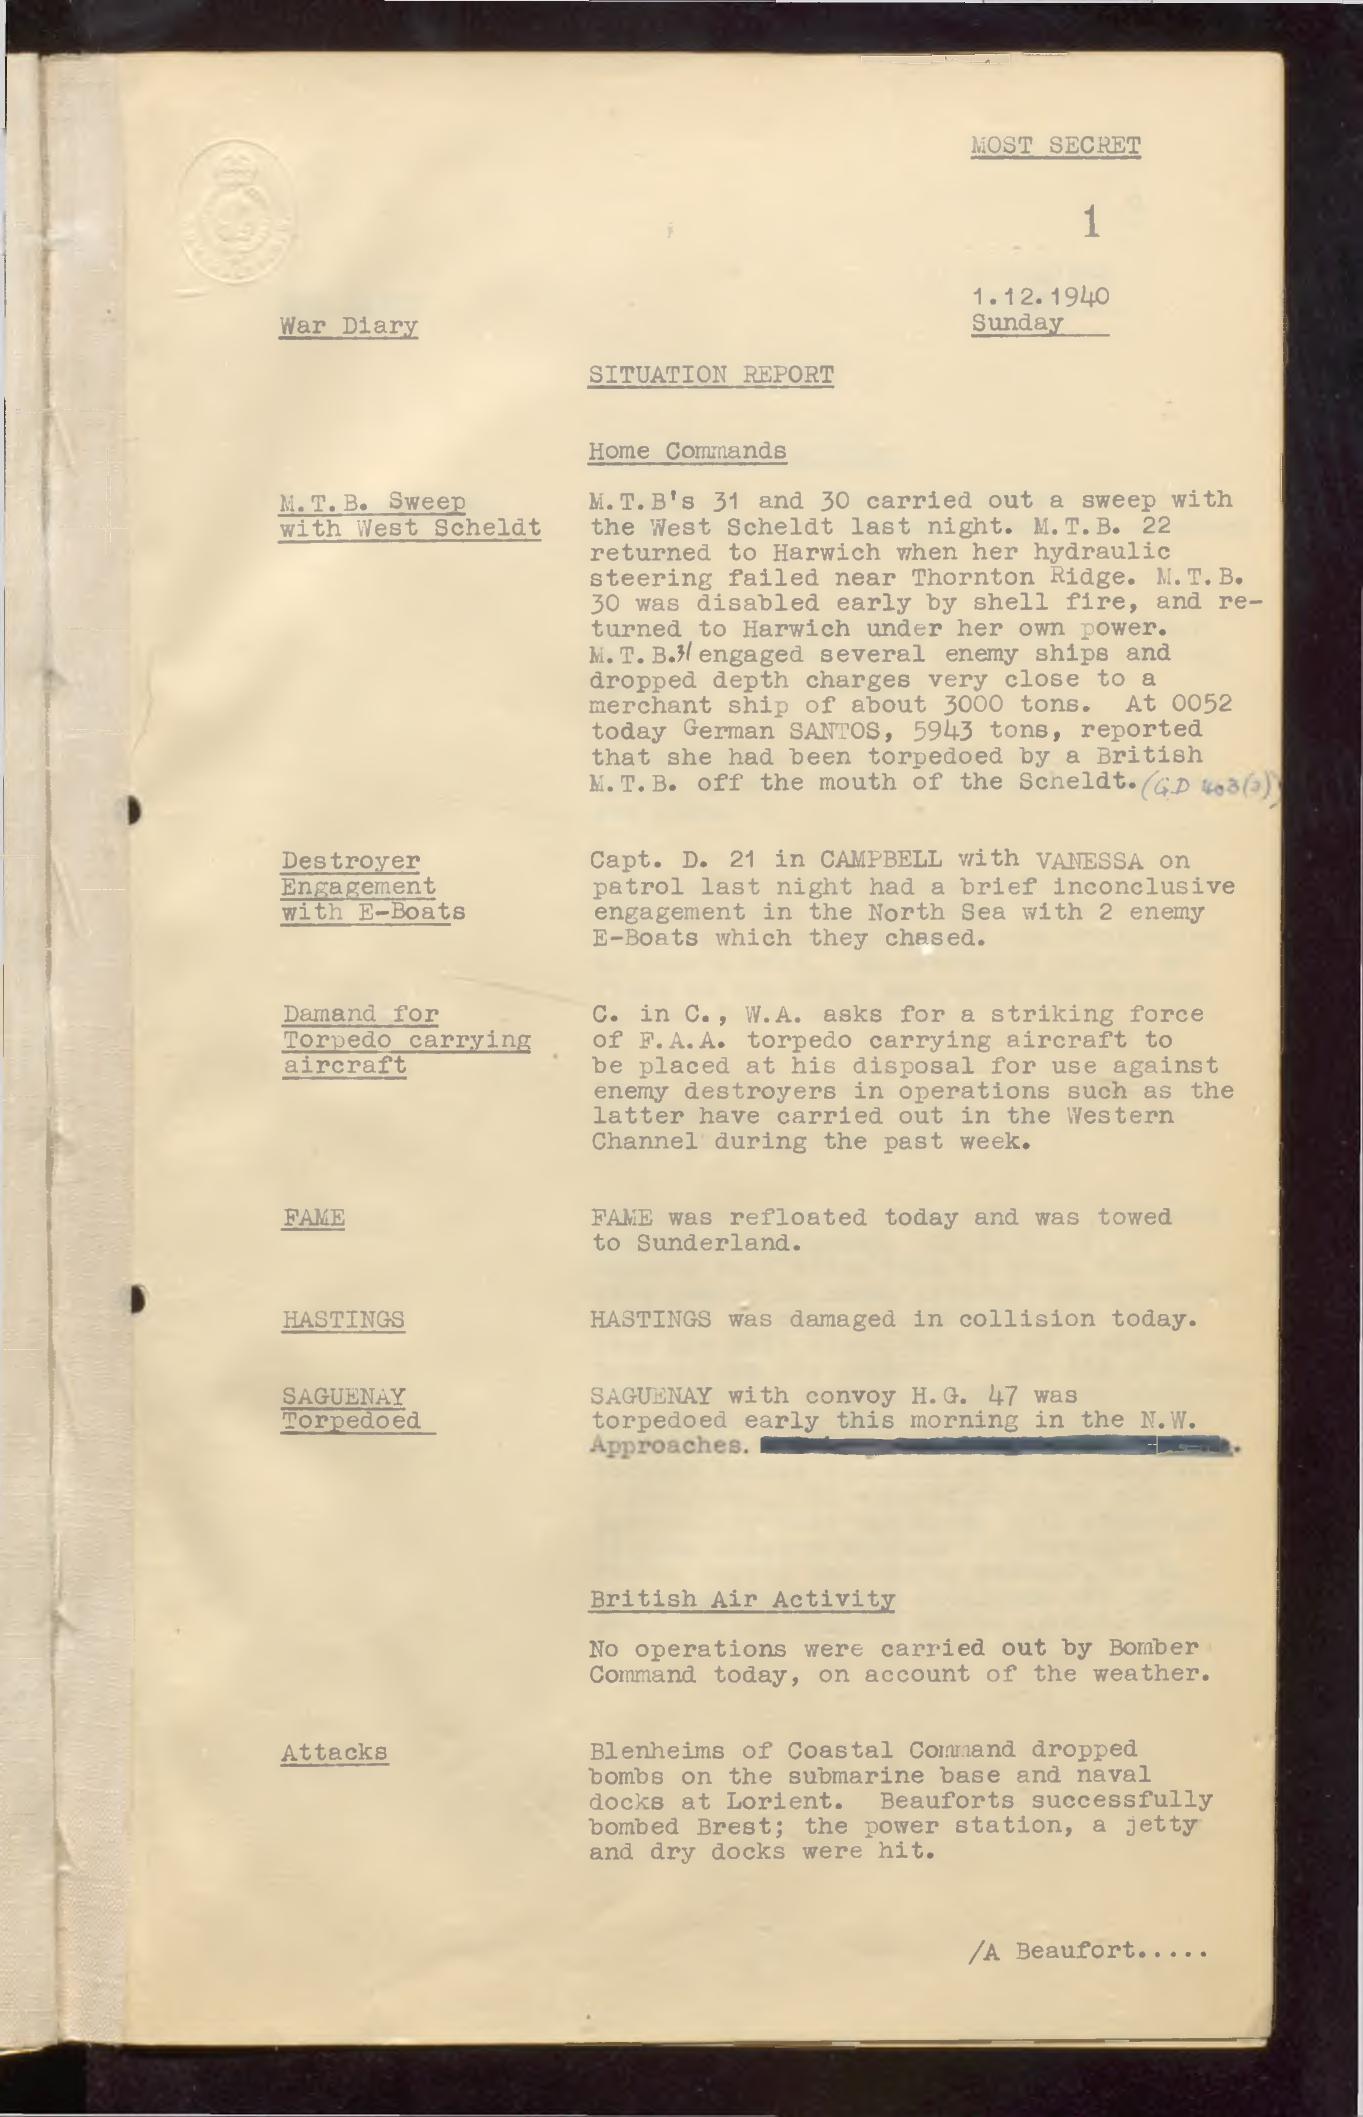 MOST SECRET
1
1.12.1940
Sunday
War Diary
SITUATION REPORT
Home Commands
M.T.B. Sweep
with West Scheldt
M.T.B's 31 and 30 carried out a sweep with
the West Scheldt last night. M.T.B. 22
returned to Harwich when her hydraulic
steering failed near Thornton Ridge. M.T.B.
30 was disabled early by shell fire, and re-
turned to Harwich under her own power.
M.T.B.31 engaged several enemy ships and
dropped depth charges very close to a
merchant ship of about 3000 tons. At 0052
today German SANTOS, 5943 tons, reported
that she had been torpedoed by a British
M.T.B. off the mouth of the Scheldt. (GD
Destroyer
Engagement
with E-Boats
Capt. D. 21 in CAMPBELL with VANESSA on
patrol last night had a brief inconclusive
engagement in the North Sea with 2 enemy
E-Boats which they chased.
Damand for
Torpedo carrying
aircraft
C. in C., W.A. asks for a striking force
of F.A.A. torpedo carrying aircraft to
be placed at his disposal for use against
enemy destroyers in operations such as the
latter have carried out in the Western
Channel during the past week.
FAME
FAME was refloated today and was towed
to Sunderland.
HASTINGS
HASTINGS was damaged in collision today.
SAGUENAY
Torpedoed
SAGUENAY with convoy H.G. 47 was
torpedoed early this morning in the N.W.
Approaches.
British Air Activity
No operations were carried out by Bomber
Command today, on account of the weather.
Attacks
Blenheims of Coastal Command dropped
bombs on the submarine base and naval
docks at Lorient. Beauforts successfully
bombed Brest; the power station, a jetty
and dry docks were hit.
/A Beaufort.....